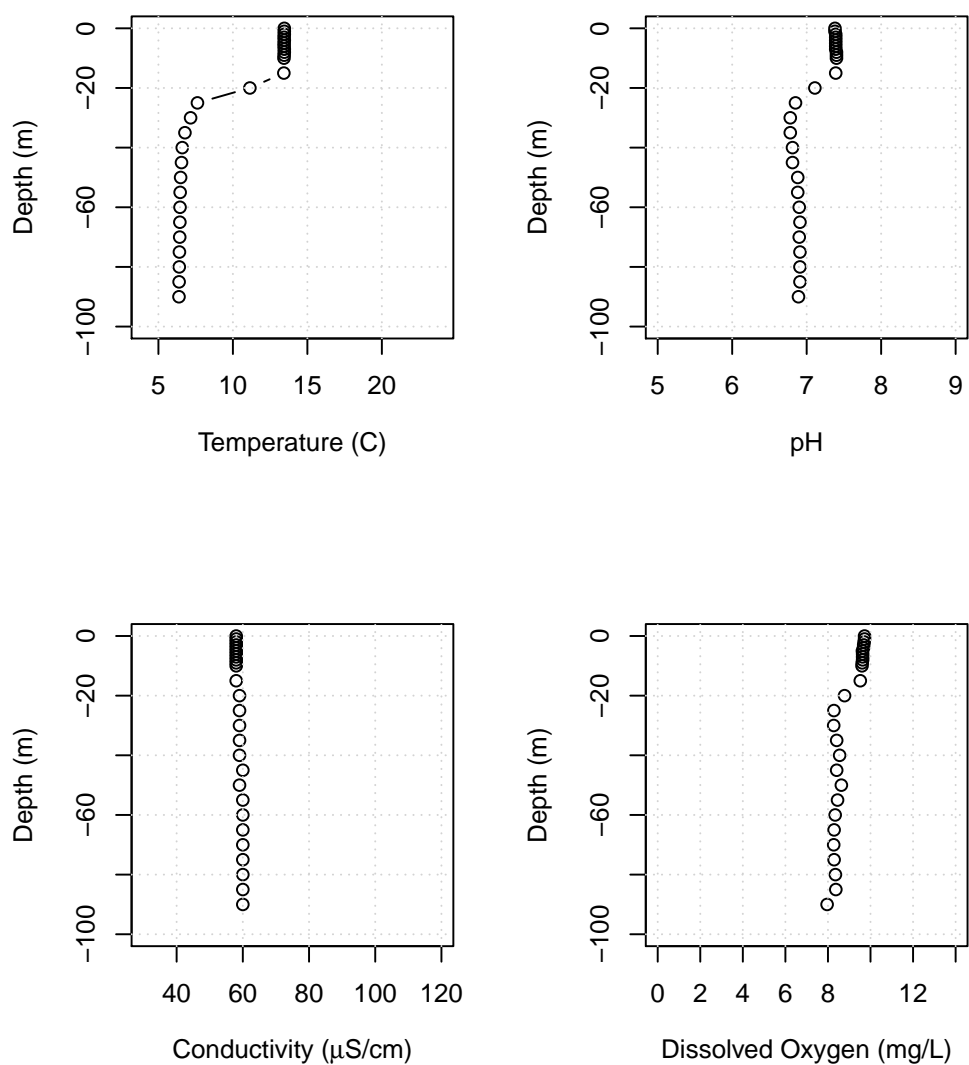 0
−20
−60
−100
Depth (m)
5 10 15 20
Temperature (C)
0
−20
−60
−100
Depth (m)
5 6 7 8 9
pH
0
−20
−60
−100
Depth (m)
40 60 80 100 120
Conductivity (μS/cm)
0
−20
−60
−100
Depth (m)
0 2 4 6 8 12
Dissolved Oxygen (mg/L)